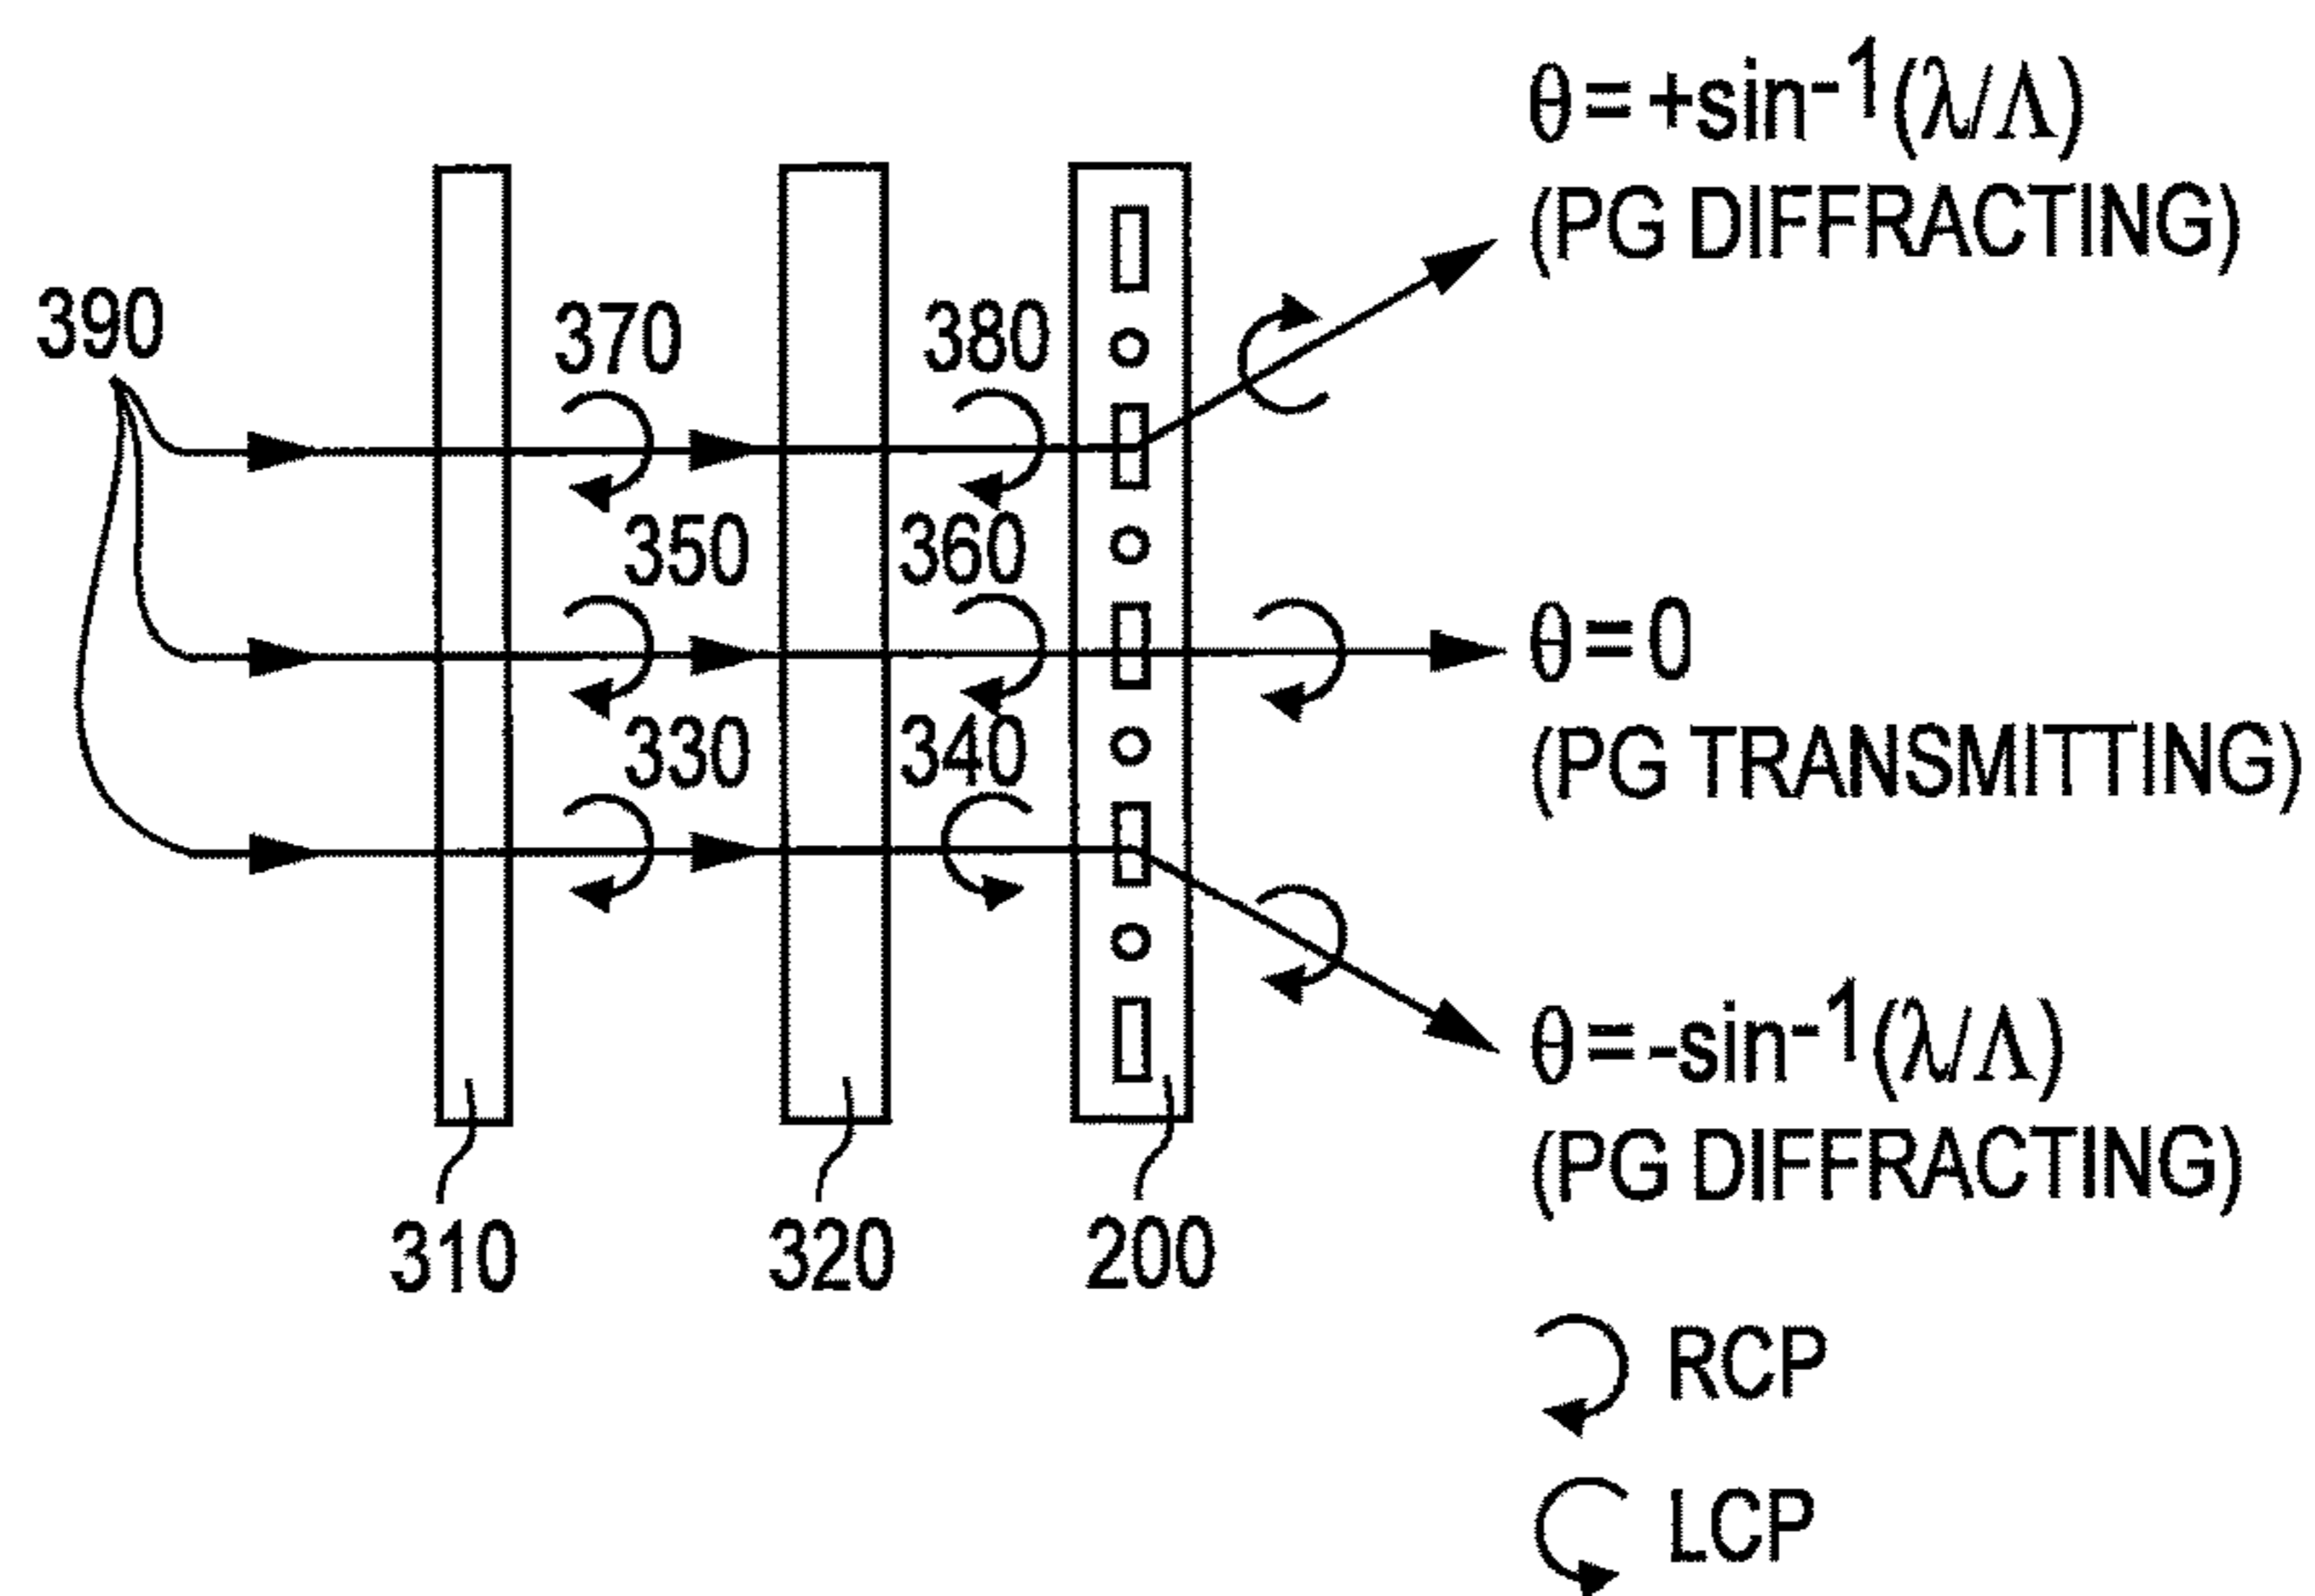 θ = +sin⁻¹(λ/Λ)
(PG DIFFRACTING)
390
370
380
350
360
θ = 0
(PG TRANSMITTING)
330
340
θ = -sin⁻¹(λ/Λ)
(PG DIFFRACTING)
310
320
200
RCP
LCP